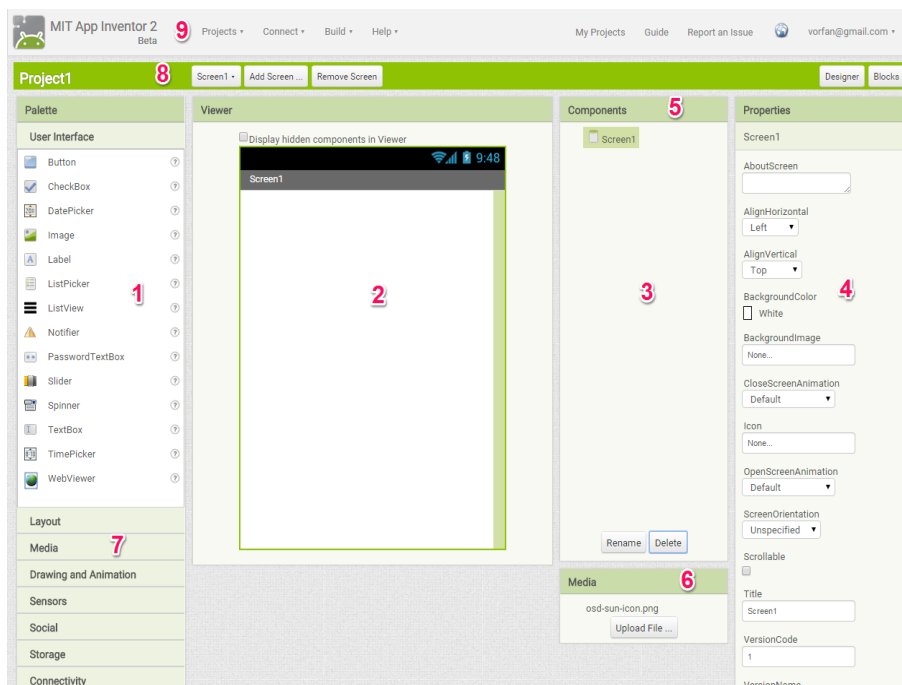 MIT App Inventor 2
Beta
9
Projects
Connect
Build
Help
My Projects
Guide
Report an Issue
vorfan@gmail.com
Project1
8
Screen1
Add Screen ...
Remove Screen
Designer
Blocks
Palette
User Interface
Button
CheckBox
DatePicker
Image
Label
ListPicker
ListView
Notifier
PasswordTextBox
Slider
Spinner
TextBox
TimePicker
WebViewer
1
Layout
Media
7
Drawing and Animation
Sensors
Social
Storage
Connectivity
Viewer
Display hidden components in Viewer
9:48
Screen1
2
Components
5
Screen1
3
Rename
Delete
Media
6
osd-sun-icon.png
Upload File ...
Properties
Screen1
AboutScreen
AlignHorizontal
Left
AlignVertical
Top
4
BackgroundColor
White
BackgroundImage
None...
CloseScreenAnimation
Default
Icon
None...
OpenScreenAnimation
Default
ScreenOrientation
Unspecified
Scrollable
Title
Screen1
VersionCode
1
VersionName